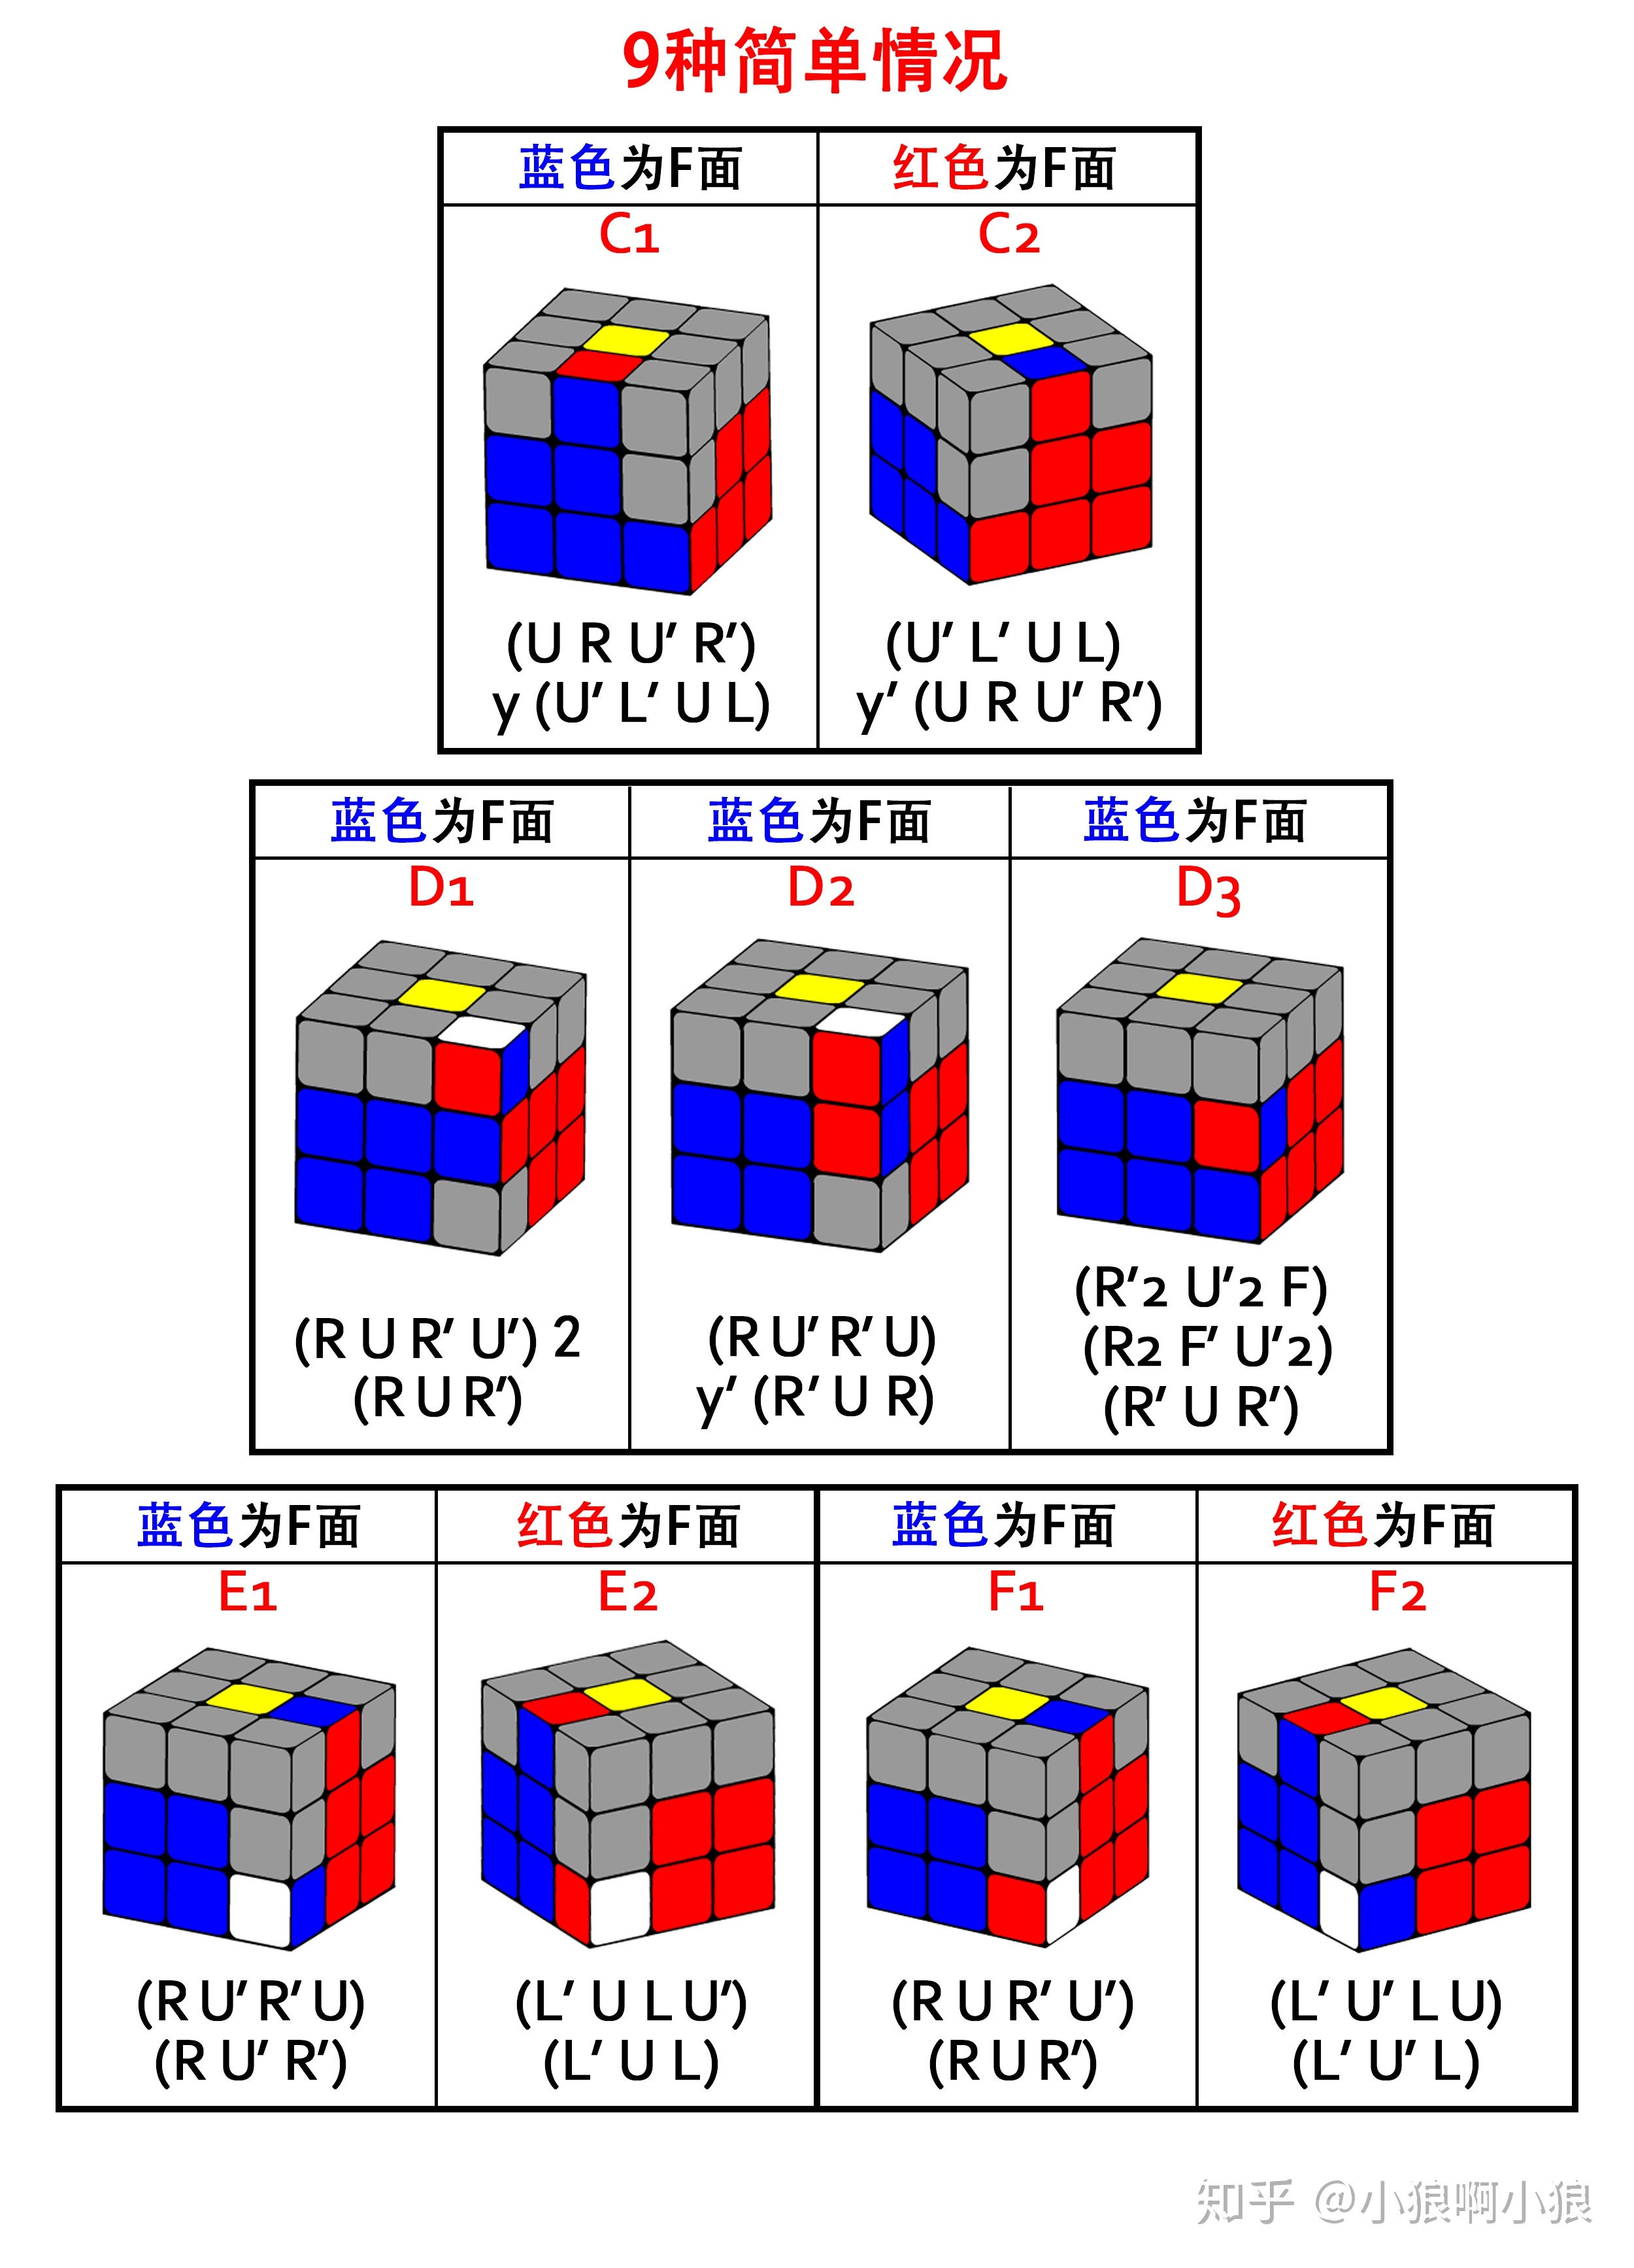 9种简单情况
蓝色为F面
红色为F面
C1
C2
(U R U′ R′)
y (U′ L′ U L)
(U′ L′ U L)
y′ (U R U′ R′)
蓝色为F面
蓝色为F面
蓝色为F面
D1
D2
D3
(R U R′ U′) 2
(R U R′)
(R U′ R′ U)
y′ (R′ U R)
(R′2 U′2 F)
(R2 F′ U′2)
(R′ U R′)
蓝色为F面
红色为F面
蓝色为F面
红色为F面
E1
E2
F1
F2
(R U′ R′ U)
(R U′ R′)
(L′ U L U′)
(L′ U L)
(R U R′ U′)
(R U R′)
(L′ U′ L U)
(L′ U′ L)
知乎 @小狼啊小狼